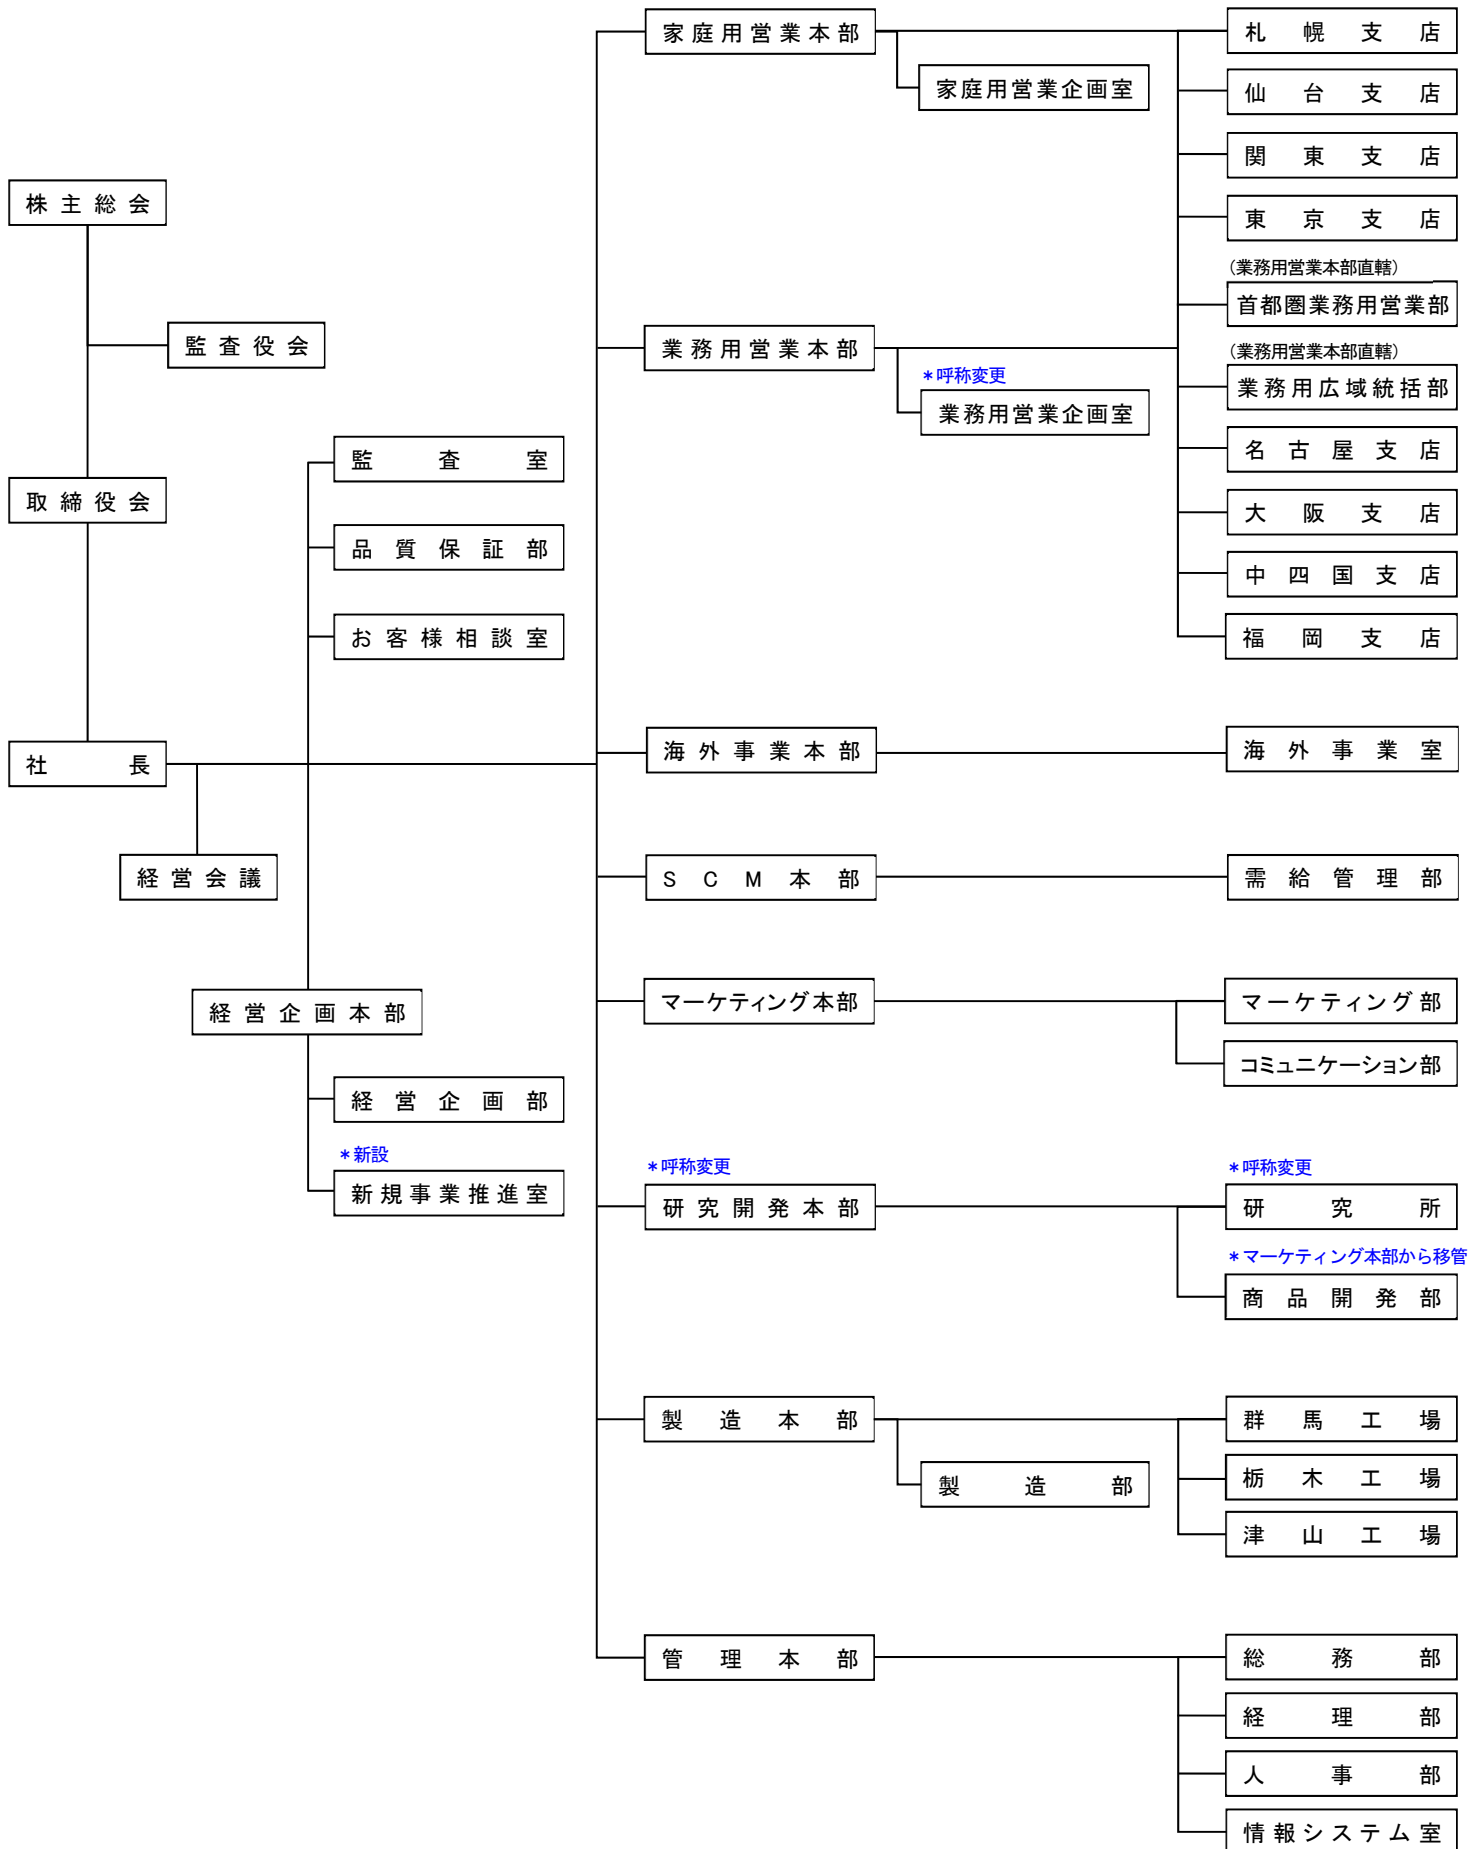 株主総会
監査役会
取締役会
社長
経営会議
監査室
品質保証部
お客様相談室
経営企画本部
経営企画部
＊新設
新規事業推進室
家庭用営業本部
家庭用営業企画室
業務用営業本部
＊呼称変更
業務用営業企画室
札幌支店
仙台支店
関東支店
東京支店
（業務用営業本部直轄）
首都圏業務用営業部
（業務用営業本部直轄）
業務用広域統括部
名古屋支店
大阪支店
中四国支店
福岡支店
海外事業本部
海外事業室
SCM本部
需給管理部
マーケティング本部
マーケティング部
コミュニケーション部
＊呼称変更
研究開発本部
＊呼称変更
研究所
＊マーケティング本部から移管
商品開発部
製造本部
製造部
群馬工場
栃木工場
津山工場
管理本部
総務部
経理部
人事部
情報システム室